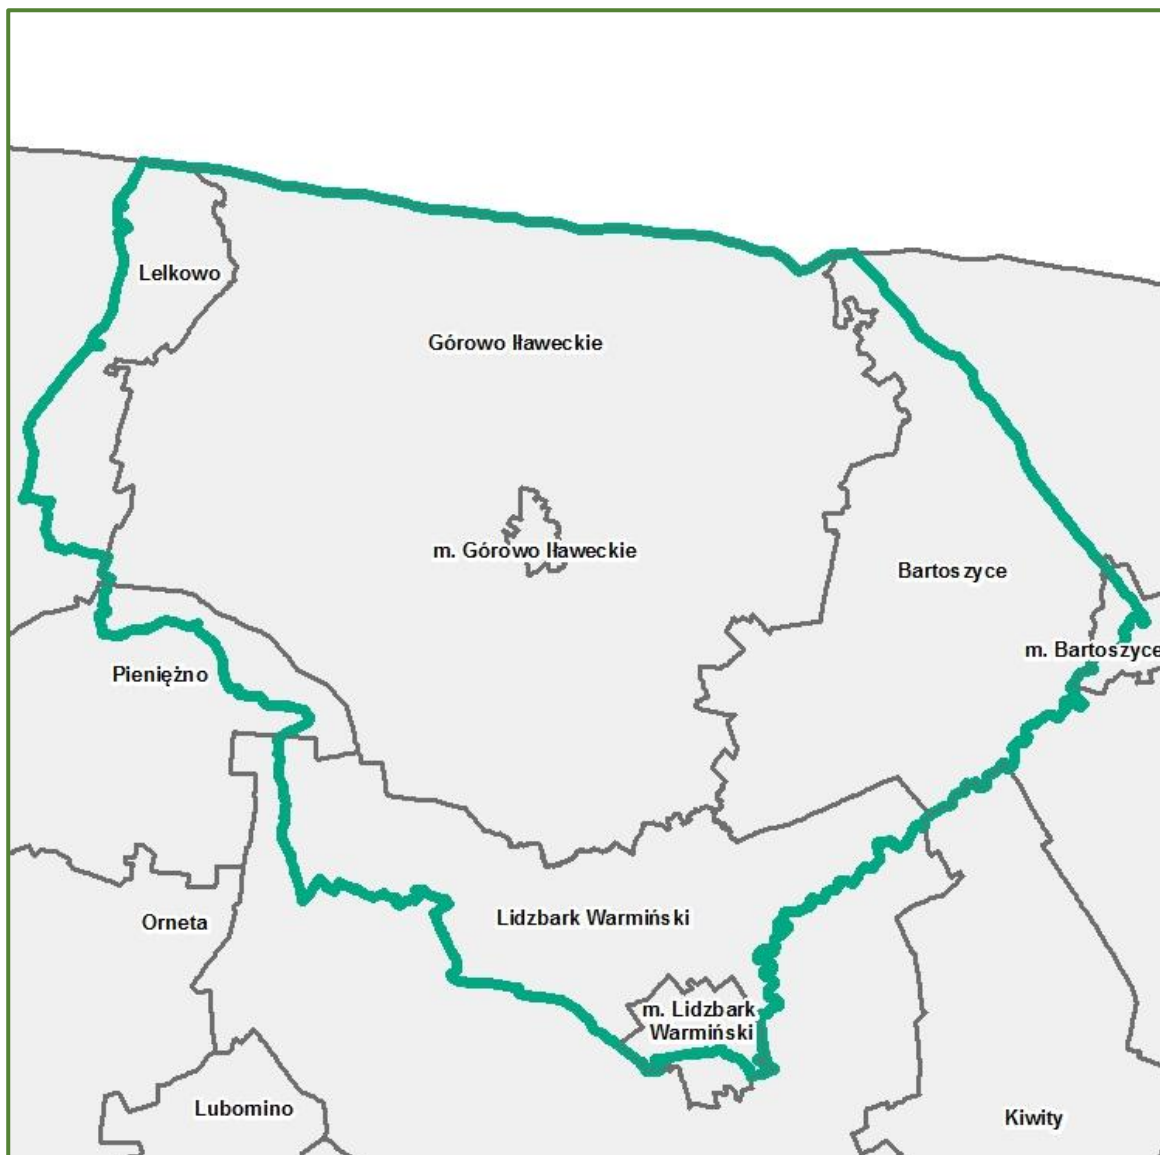 Lelkowo
Górowo Iławeckie
m. Górowo Iławeckie
Bartoszyce
m. Bartoszyce
Pieniężno
Orneta
Lidzbark Warmiński
m. Lidzbark
Warmiński
Lubomino
Kiwity